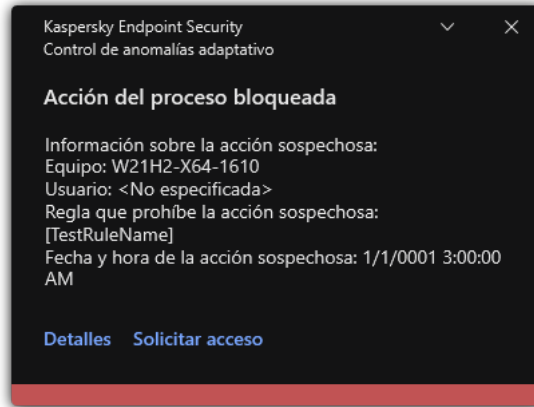 Kaspersky Endpoint Security
Control de anomalías adaptativo
Acción del proceso bloqueada
Información sobre la acción sospechosa:
Equipo: W21H2-X64-1610
Usuario: <No especificada>
Regla que prohíbe la acción sospechosa:
[TestRuleName]
Fecha y hora de la acción sospechosa: 1/1/0001 3:00:00
AM
Detalles Solicitar acceso